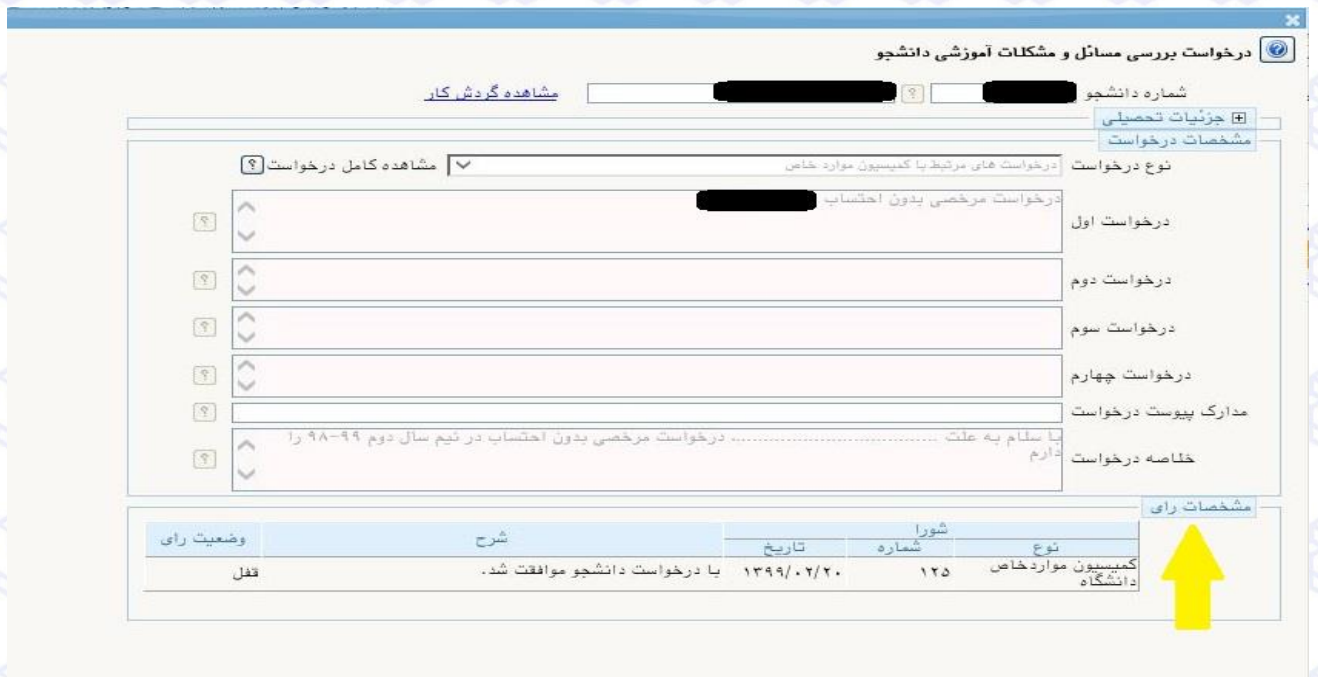 درخواست بررسی مسائل و مشکلات آموزشی دانشجو
شماره دانشجو
مشاهده گردش کار
جزئیات تحصیلی
مشخصات درخواست
نوع درخواست درخواست های مرتبط با کمیسیون موارد خاص مشاهده کامل درخواست
درخواست اول درخواست مرخصی بدون احتساب
درخواست دوم
درخواست سوم
درخواست چهارم
مدارک پیوست درخواست
خلاصه درخواست
با سلام به علت ................................... درخواست مرخصی بدون احتساب در نیم سال دوم ۹۹-۹۸ را
دارم
مشخصات رای
شورا
نوع شماره تاریخ شرح وضعیت رای
کمیسیون مواردخاص
دانشگاه
۱۲۵ ۱۳۹۹/۰۲/۲۰ با درخواست دانشجو موافقت شد. قفل